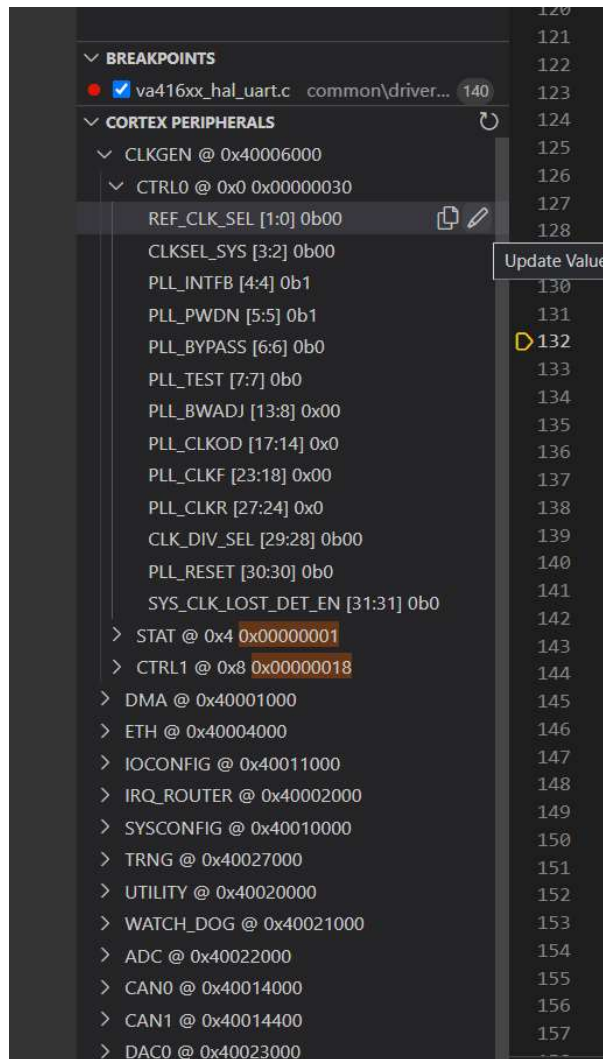 120
121
BREAKPOINTS
122
va416xx_hal_uart.c common\driver... 140
123
CORTEX PERIPHERALS
124
CLKGEN @ 0x40006000
125
CTRL0 @ 0x0 0x00000030
126
REF_CLK_SEL [1:0] 0b00
127
128
CLKSEL_SYS [3:2] 0b00
Update Value
PLL_INTFB [4:4] 0b1
130
PLL_PWDN [5:5] 0b1
131
PLL_BYPASS [6:6] 0b0
132
PLL_TEST [7:7] 0b0
133
PLL_BWADJ [13:8] 0x00
134
PLL_CLKOD [17:14] 0x0
135
136
PLL_CLKF [23:18] 0x00
137
PLL_CLKR [27:24] 0x0
138
CLK_DIV_SEL [29:28] 0b00
139
PLL_RESET [30:30] 0b0
140
SYS_CLK_LOST_DET_EN [31:31] 0b0
141
142
STAT @ 0x4 0x00000001
143
CTRL1 @ 0x8 0x00000018
144
DMA @ 0x40001000
145
ETH @ 0x40004000
146
IOCONFIG @ 0x40011000
147
IRQ_ROUTER @ 0x40002000
148
149
SYSCONFIG @ 0x40010000
150
TRNG @ 0x40027000
151
UTILITY @ 0x40020000
152
WATCH_DOG @ 0x40021000
153
ADC @ 0x40022000
154
CAN0 @ 0x40014000
155
CAN1 @ 0x40014400
156
157
DAC0 @ 0x40023000